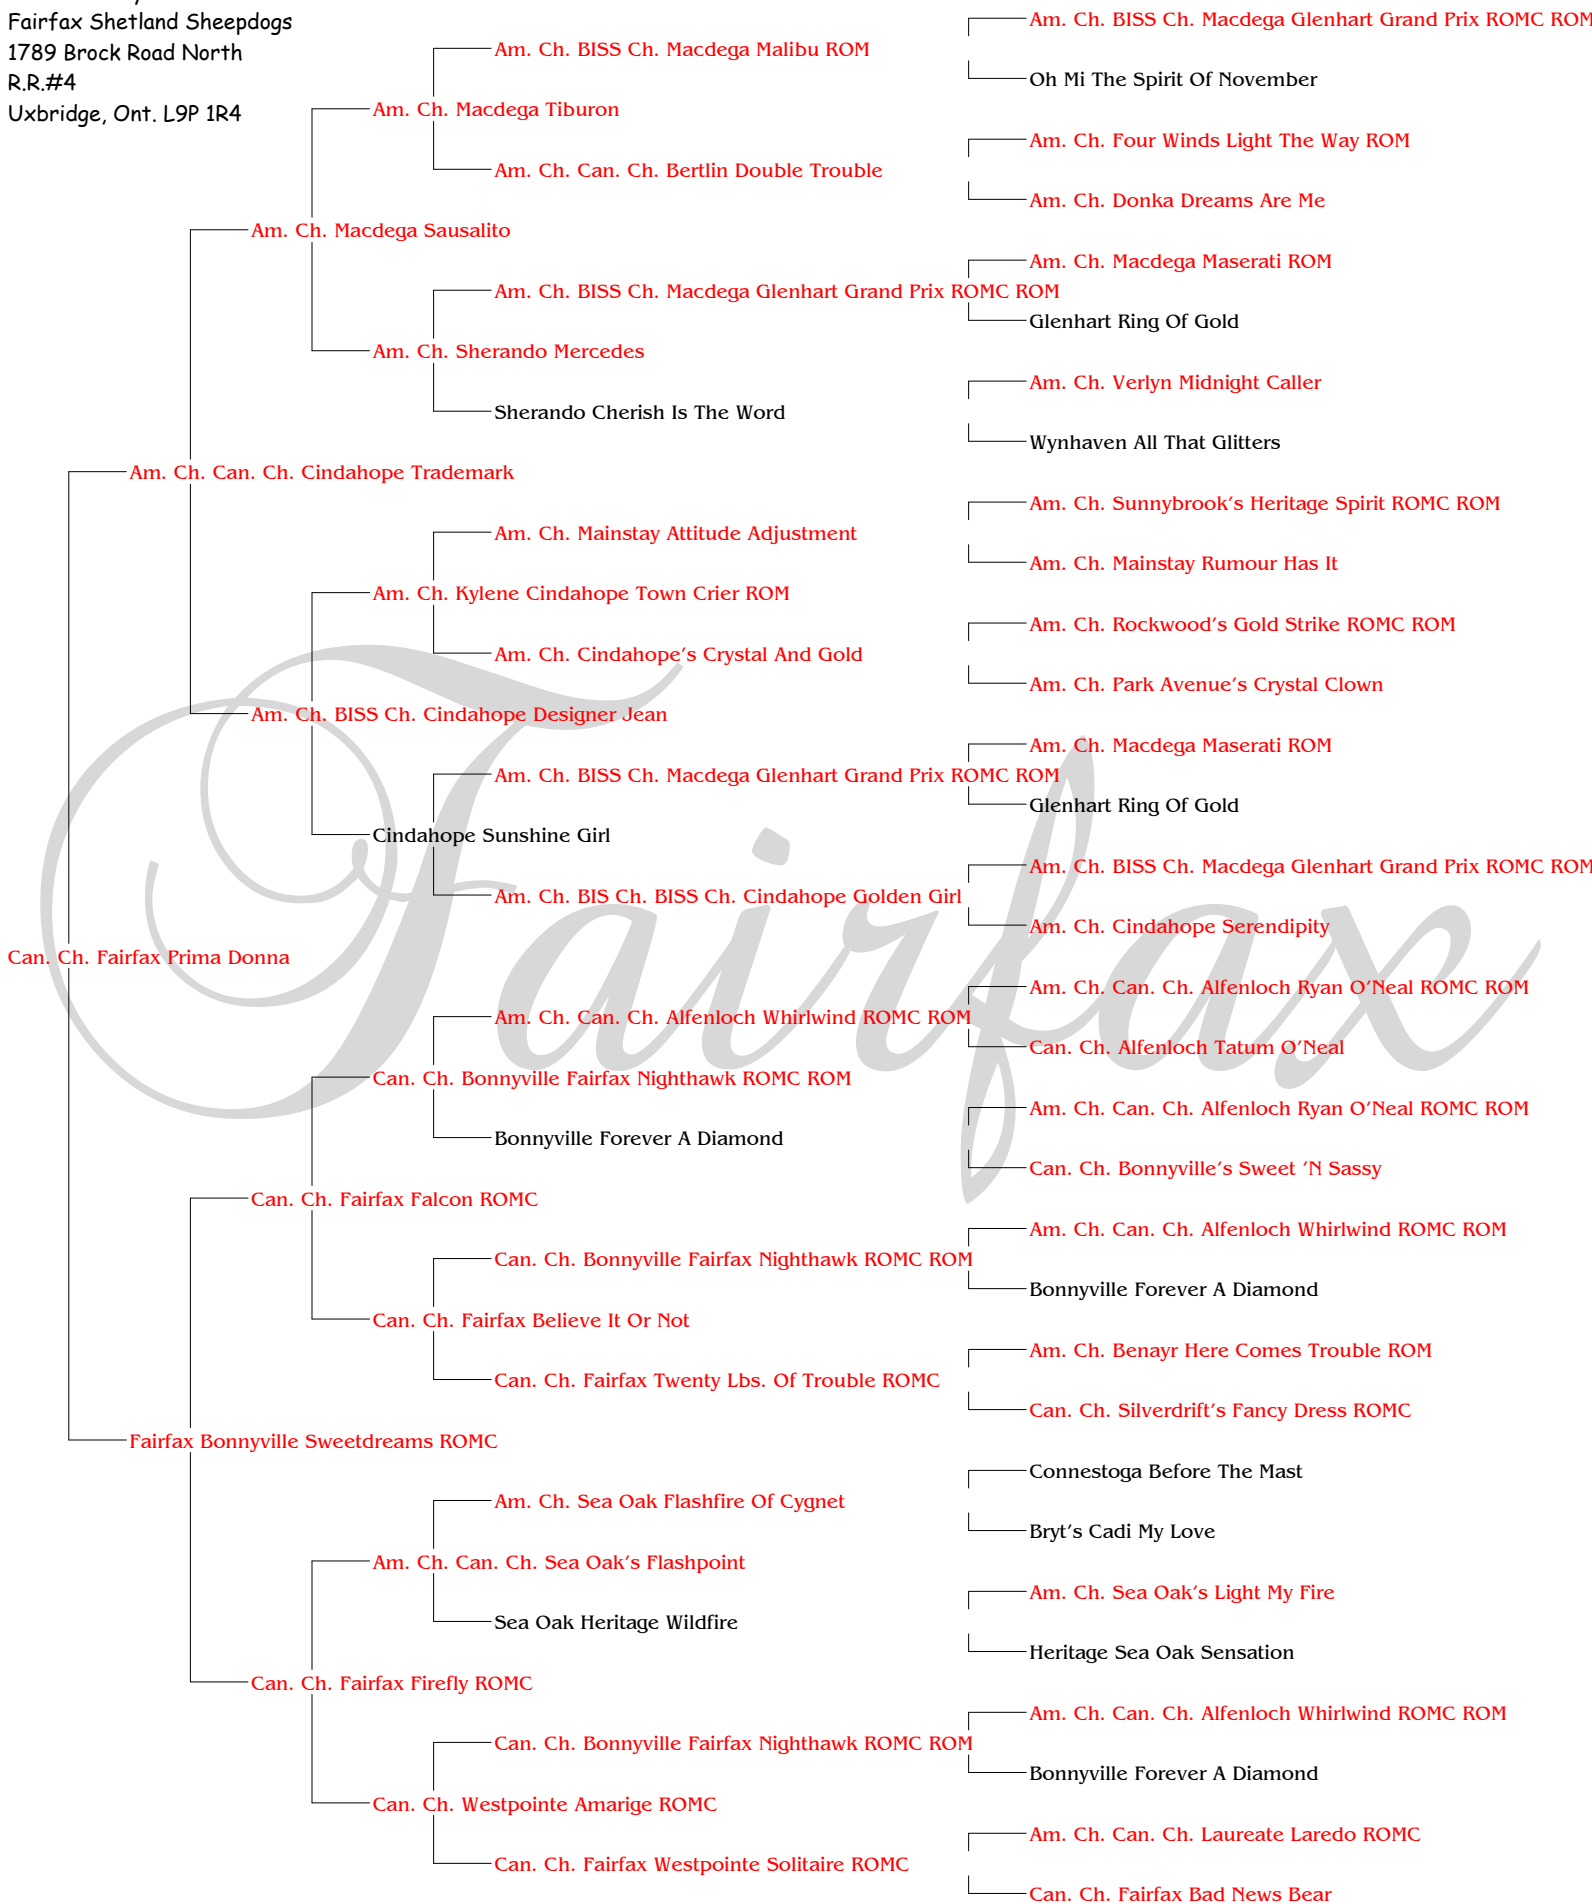 Fairfax Shetland Sheepdogs
1789 Brock Road North
R.R.#4
Uxbridge, Ont. L9P 1R4
Am. Ch. BISS Ch. Macdega Glenhart Grand Prix ROMC ROM
Am. Ch. BISS Ch. Macdega Malibu ROM
Oh Mi The Spirit Of November
Am. Ch. Macdega Tiburon
Am. Ch. Four Winds Light The Way ROM
Am. Ch. Can. Ch. Bertlin Double Trouble
Am. Ch. Donka Dreams Are Me
Am. Ch. Macdega Sausalito
Am. Ch. Macdega Maserati ROM
Am. Ch. BISS Ch. Macdega Glenhart Grand Prix ROMC ROM
Glenhart Ring Of Gold
Am. Ch. Sherando Mercedes
Am. Ch. Verlyn Midnight Caller
Sherando Cherish Is The Word
Wynhaven All That Glitters
Am. Ch. Can. Ch. Cindahope Trademark
Am. Ch. Sunnybrook's Heritage Spirit ROMC ROM
Am. Ch. Mainstay Attitude Adjustment
Am. Ch. Mainstay Rumour Has It
Am. Ch. Kylene Cindahope Town Crier ROM
Am. Ch. Rockwood's Gold Strike ROMC ROM
Am. Ch. Cindahope's Crystal And Gold
Am. Ch. Park Avenue's Crystal Clown
Am. Ch. BISS Ch. Cindahope Designer Jean
Am. Ch. Macdega Maserati ROM
Am. Ch. BISS Ch. Macdega Glenhart Grand Prix ROMC ROM
Glenhart Ring Of Gold
Cindahope Sunshine Girl
Am. Ch. BISS Ch. Macdega Glenhart Grand Prix ROMC ROM
Am. Ch. BIS Ch. BISS Ch. Cindahope Golden Girl
Am. Ch. Cindahope Serendipity
Can. Ch. Fairfax Prima Donna
Fairfax
Am. Ch. Can. Ch. Alfenloch Ryan O'Neal ROMC ROM
Am. Ch. Can. Ch. Alfenloch Whirlwind ROMC ROM
Can. Ch. Alfenloch Tatum O'Neal
Can. Ch. Bonnyville Fairfax Nighthawk ROMC ROM
Am. Ch. Can. Ch. Alfenloch Ryan O'Neal ROMC ROM
Bonnyville Forever A Diamond
Can. Ch. Bonnyville's Sweet 'N Sassy
Can. Ch. Fairfax Falcon ROMC
Am. Ch. Can. Ch. Alfenloch Whirlwind ROMC ROM
Can. Ch. Bonnyville Fairfax Nighthawk ROMC ROM
Bonnyville Forever A Diamond
Can. Ch. Fairfax Believe It Or Not
Am. Ch. Benayr Here Comes Trouble ROM
Can. Ch. Fairfax Twenty Lbs. Of Trouble ROMC
Can. Ch. Silverdrift's Fancy Dress ROMC
Fairfax Bonnyville Sweetdreams ROMC
Connestoga Before The Mast
Am. Ch. Sea Oak Flashfire Of Cygnet
Bryt's Cadi My Love
Am. Ch. Can. Ch. Sea Oak's Flashpoint
Am. Ch. Sea Oak's Light My Fire
Sea Oak Heritage Wildfire
Heritage Sea Oak Sensation
Can. Ch. Fairfax Firefly ROMC
Am. Ch. Can. Ch. Alfenloch Whirlwind ROMC ROM
Can. Ch. Bonnyville Fairfax Nighthawk ROMC ROM
Bonnyville Forever A Diamond
Can. Ch. Westpointe Amarige ROMC
Am. Ch. Can. Ch. Laureate Laredo ROMC
Can. Ch. Fairfax Westpointe Solitaire ROMC
Can. Ch. Fairfax Bad News Bear